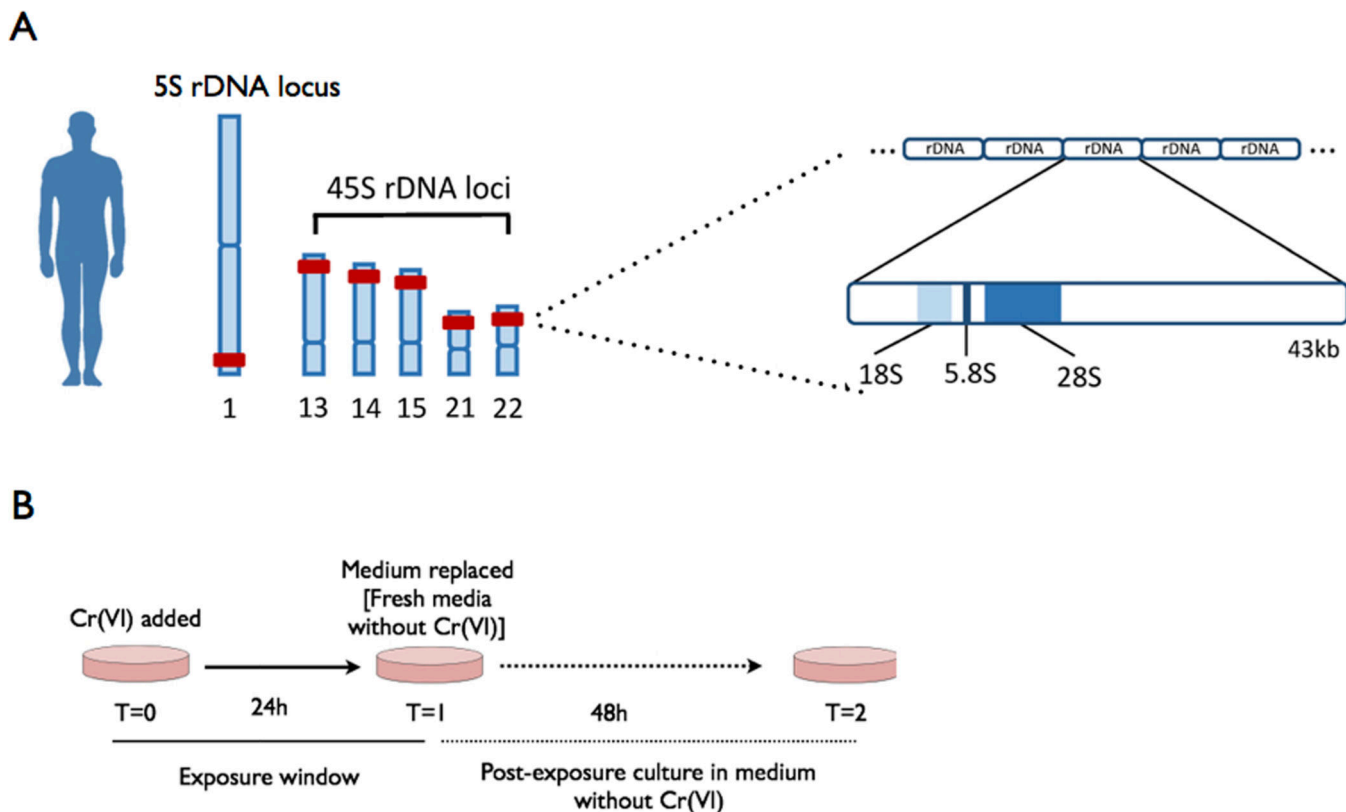 A
5S rDNA locus
45S rDNA loci
1 13 14 15 21 22
... rDNA rDNA rDNA rDNA rDNA ...
18S 5.8S 28S
43kb
B
Cr(VI) added
Medium replaced
[Fresh media
without Cr(VI)]
T=0 24h T=1 48h T=2
Exposure window
Post-exposure culture in medium
without Cr(VI)